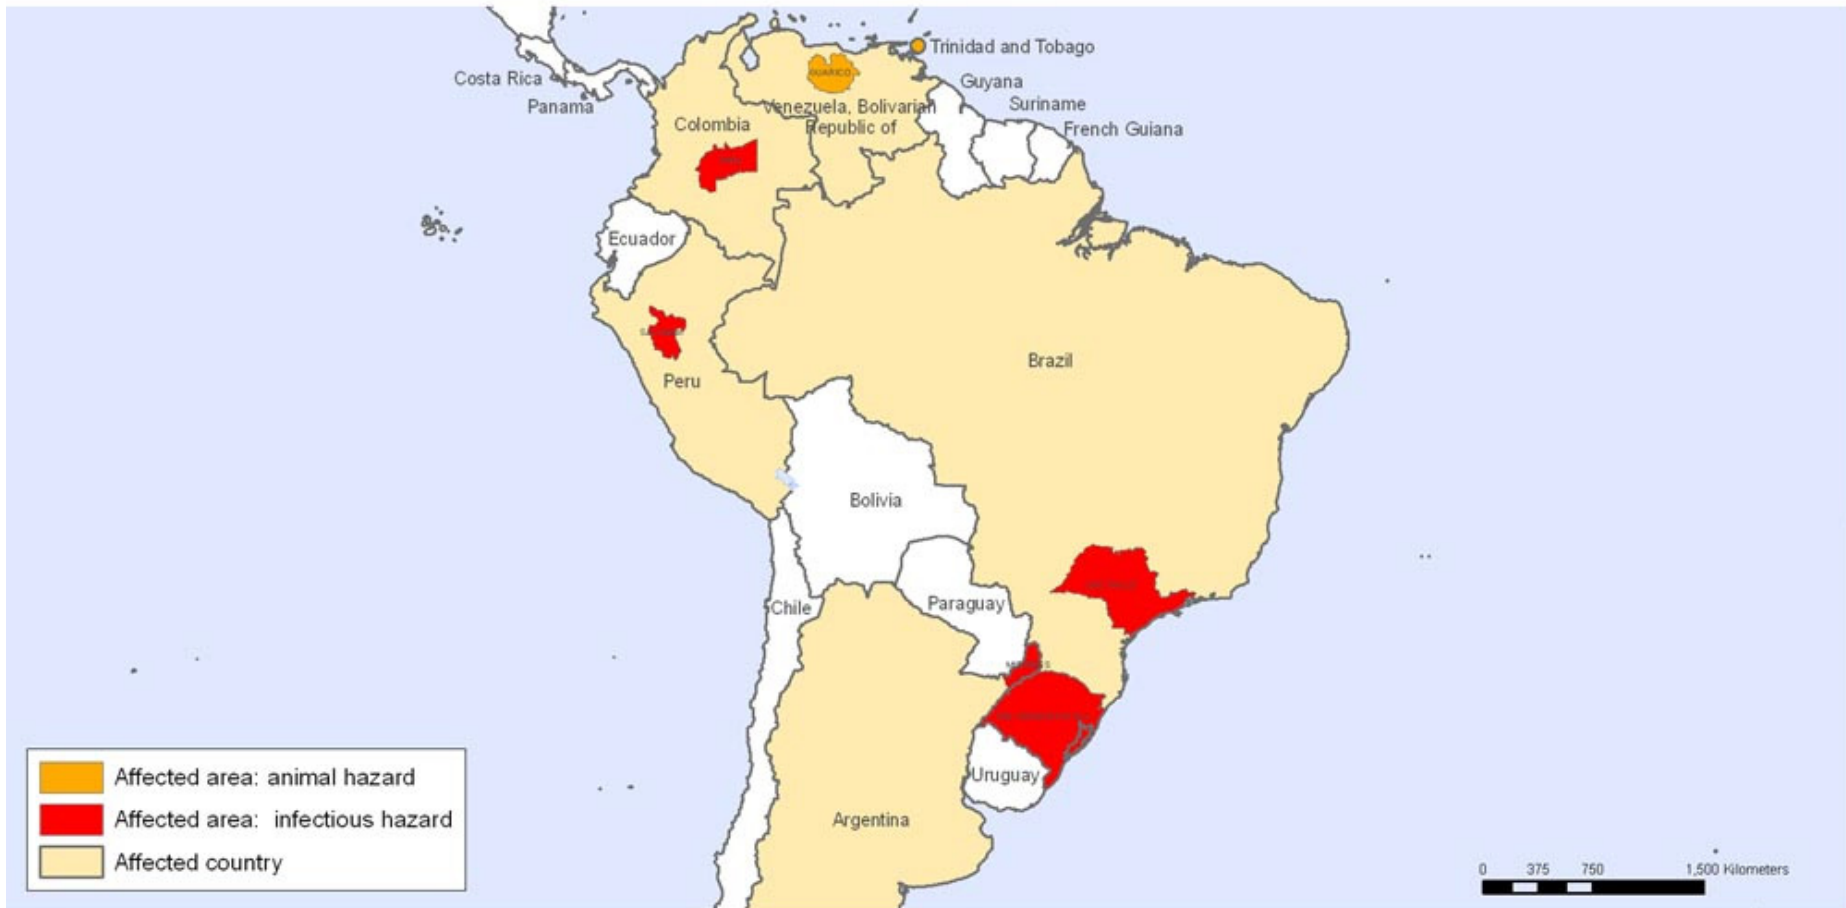 Trinidad and Tobago
Costa Rica
Panama
Guyana
Suriname
French Guiana
GUARICO
Venezuela, Bolivarian
Republic of
Colombia
Ecuador
Peru
Brazil
Bolivia
Chile
Paraguay
Uruguay
Argentina
Affected area: animal hazard
Affected area: infectious hazard
Affected country
0 375 750 1,500 Kilometers